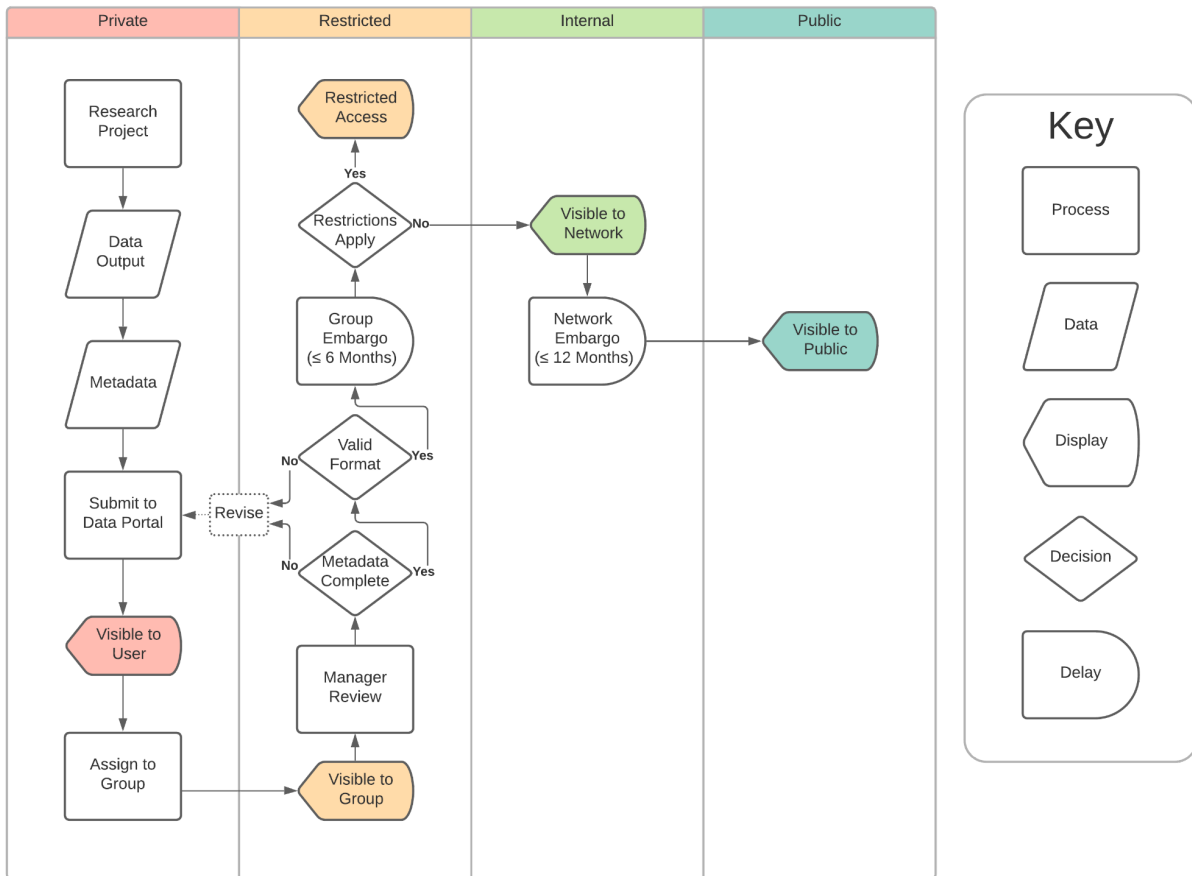 Private
Restricted
Internal
Public
Research
Project
Data
Output
Metadata
Submit to
Data Portal
Visible to
User
Assign to
Group
Restricted
Access
Yes
Restrictions
Apply
No
Group
Embargo
(≤ 6 Months)
Valid
Format
No
Yes
Revise
Metadata
Complete
No
Yes
Manager
Review
Visible to
Group
Visible to
Network
Network
Embargo
(≤ 12 Months)
Visible to
Public
Key
Process
Data
Display
Decision
Delay